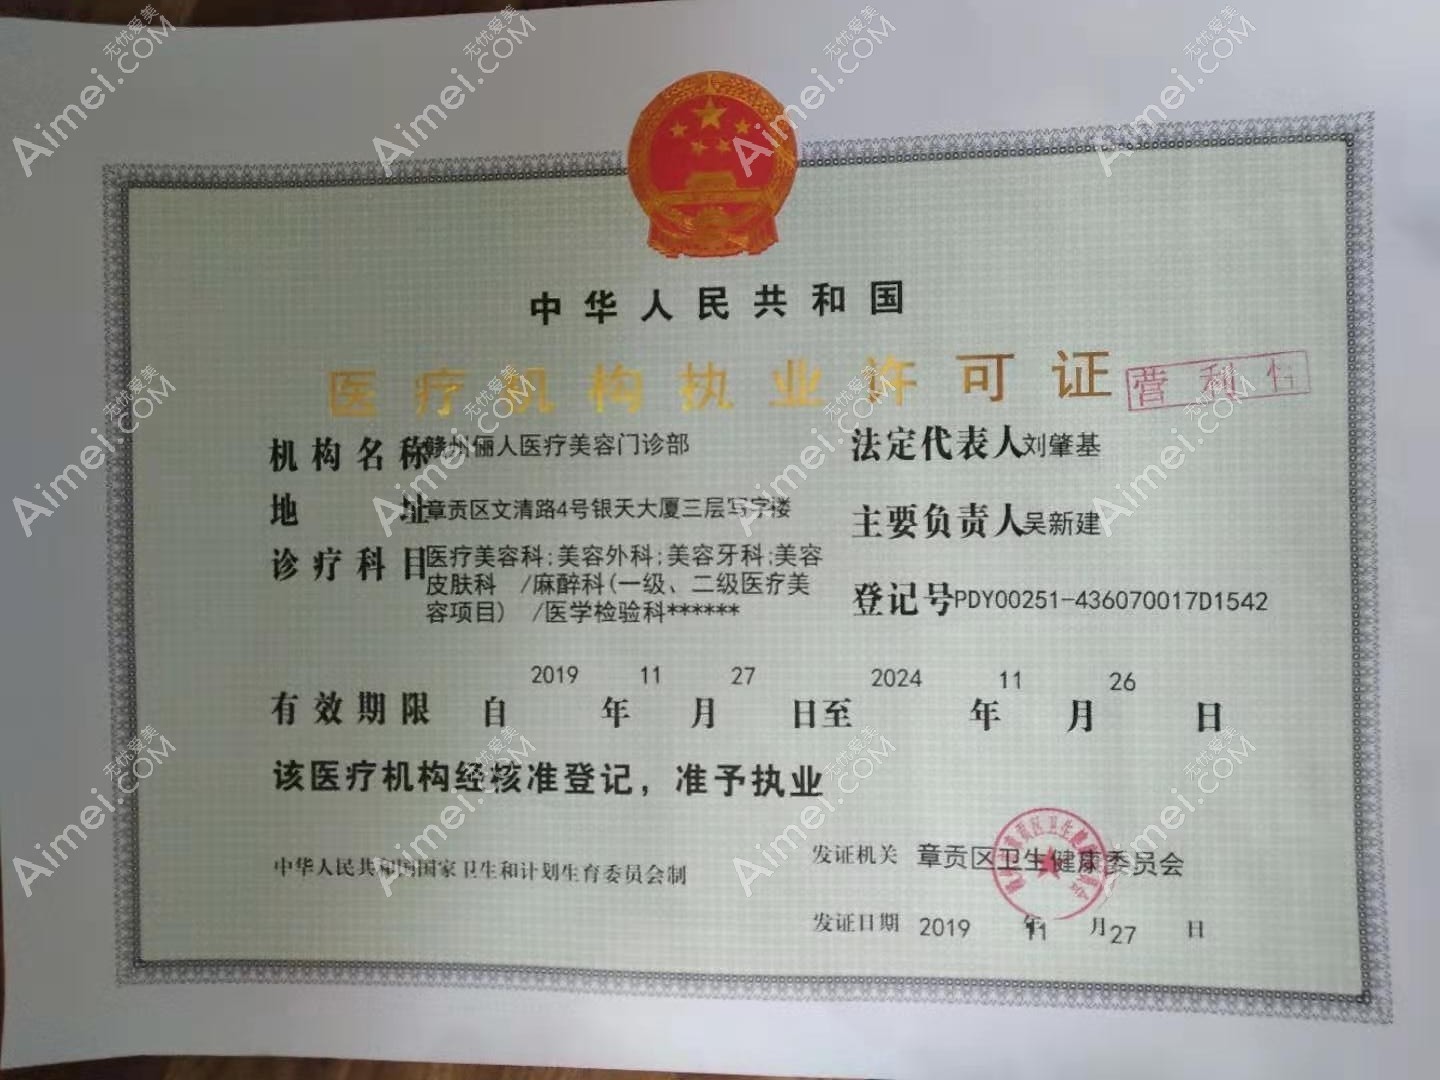 中华人民共和国
医疗机构执业许可证 营利性
机构名称 赣州俪人医疗美容门诊部
法定代表人 刘肇基
地址 章贡区文清路4号银天大厦三层写字楼
主要负责人 吴新建
诊疗科目 医疗美容科;美容外科;美容牙科;美容
皮肤科 /麻醉科(一级、二级医疗美
容项目) /医学检验科******
登记号 PDY00251-436070017D1542
有效期限 自 2019 年 11 月 27 日至 2024 年 11 月 26 日
该医疗机构经核准登记，准予执业
中华人民共和国国家卫生和计划生育委员会制
发证机关 章贡区卫生健康委员会
发证日期 2019 年 11 月 27 日
无忧爱美
Aimei.COM